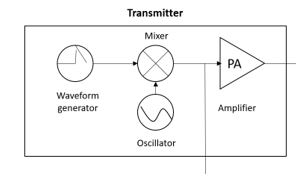 Transmitter
Mixer
PA
Waveform
generator
Amplifier
Oscillator